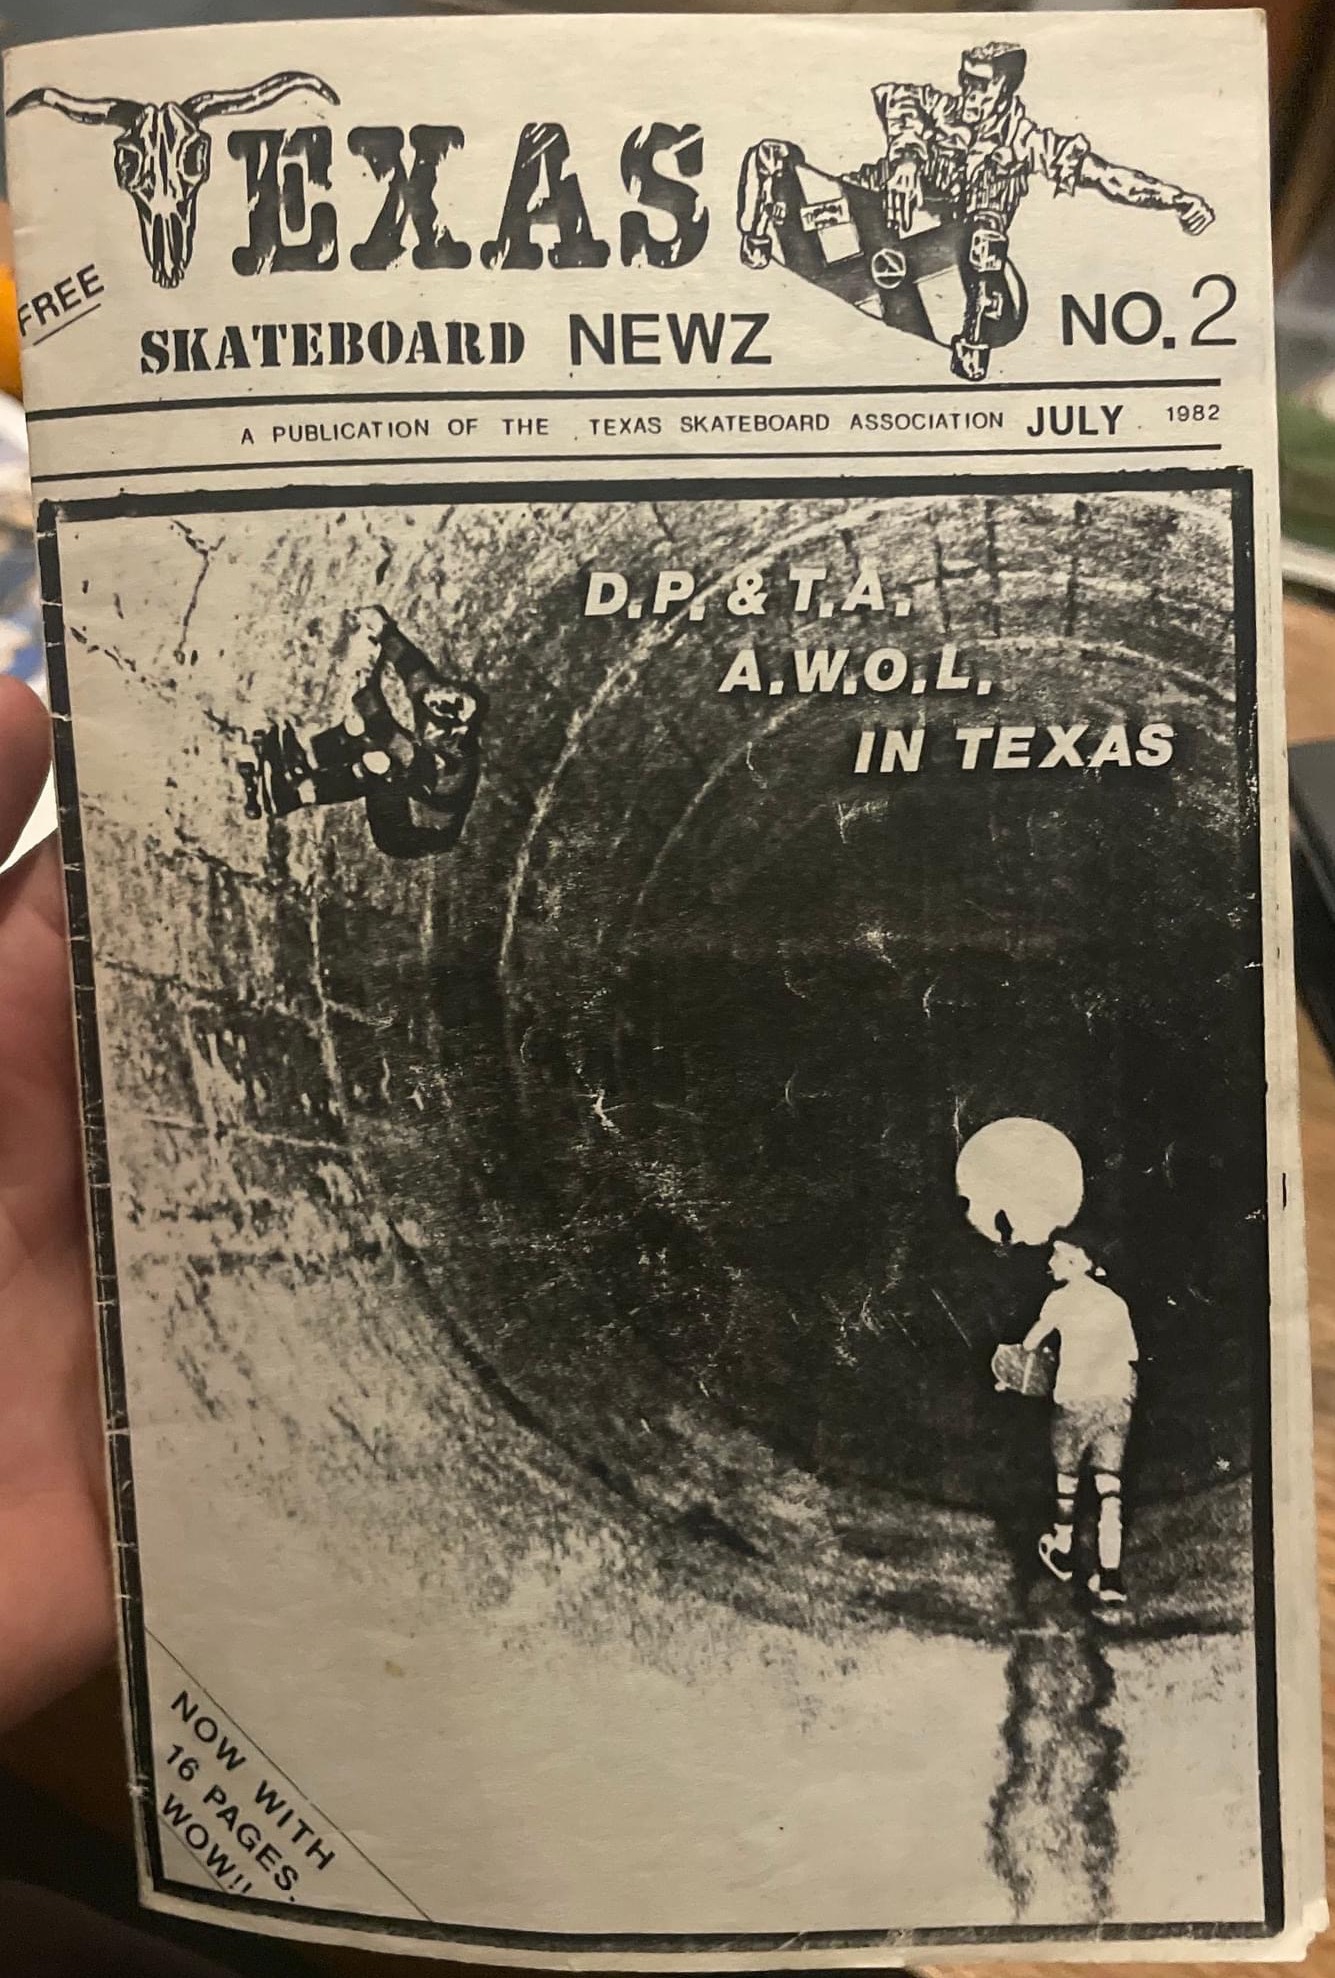 TEXAS
FREE
SKATEBOARD NEWZ
NO. 2
A PUBLICATION OF THE TEXAS SKATEBOARD ASSOCIATION JULY 1982
D.P. & T.A.
A.W.O.L.
IN TEXAS
NOW WITH
16 PAGES.
WOW!!